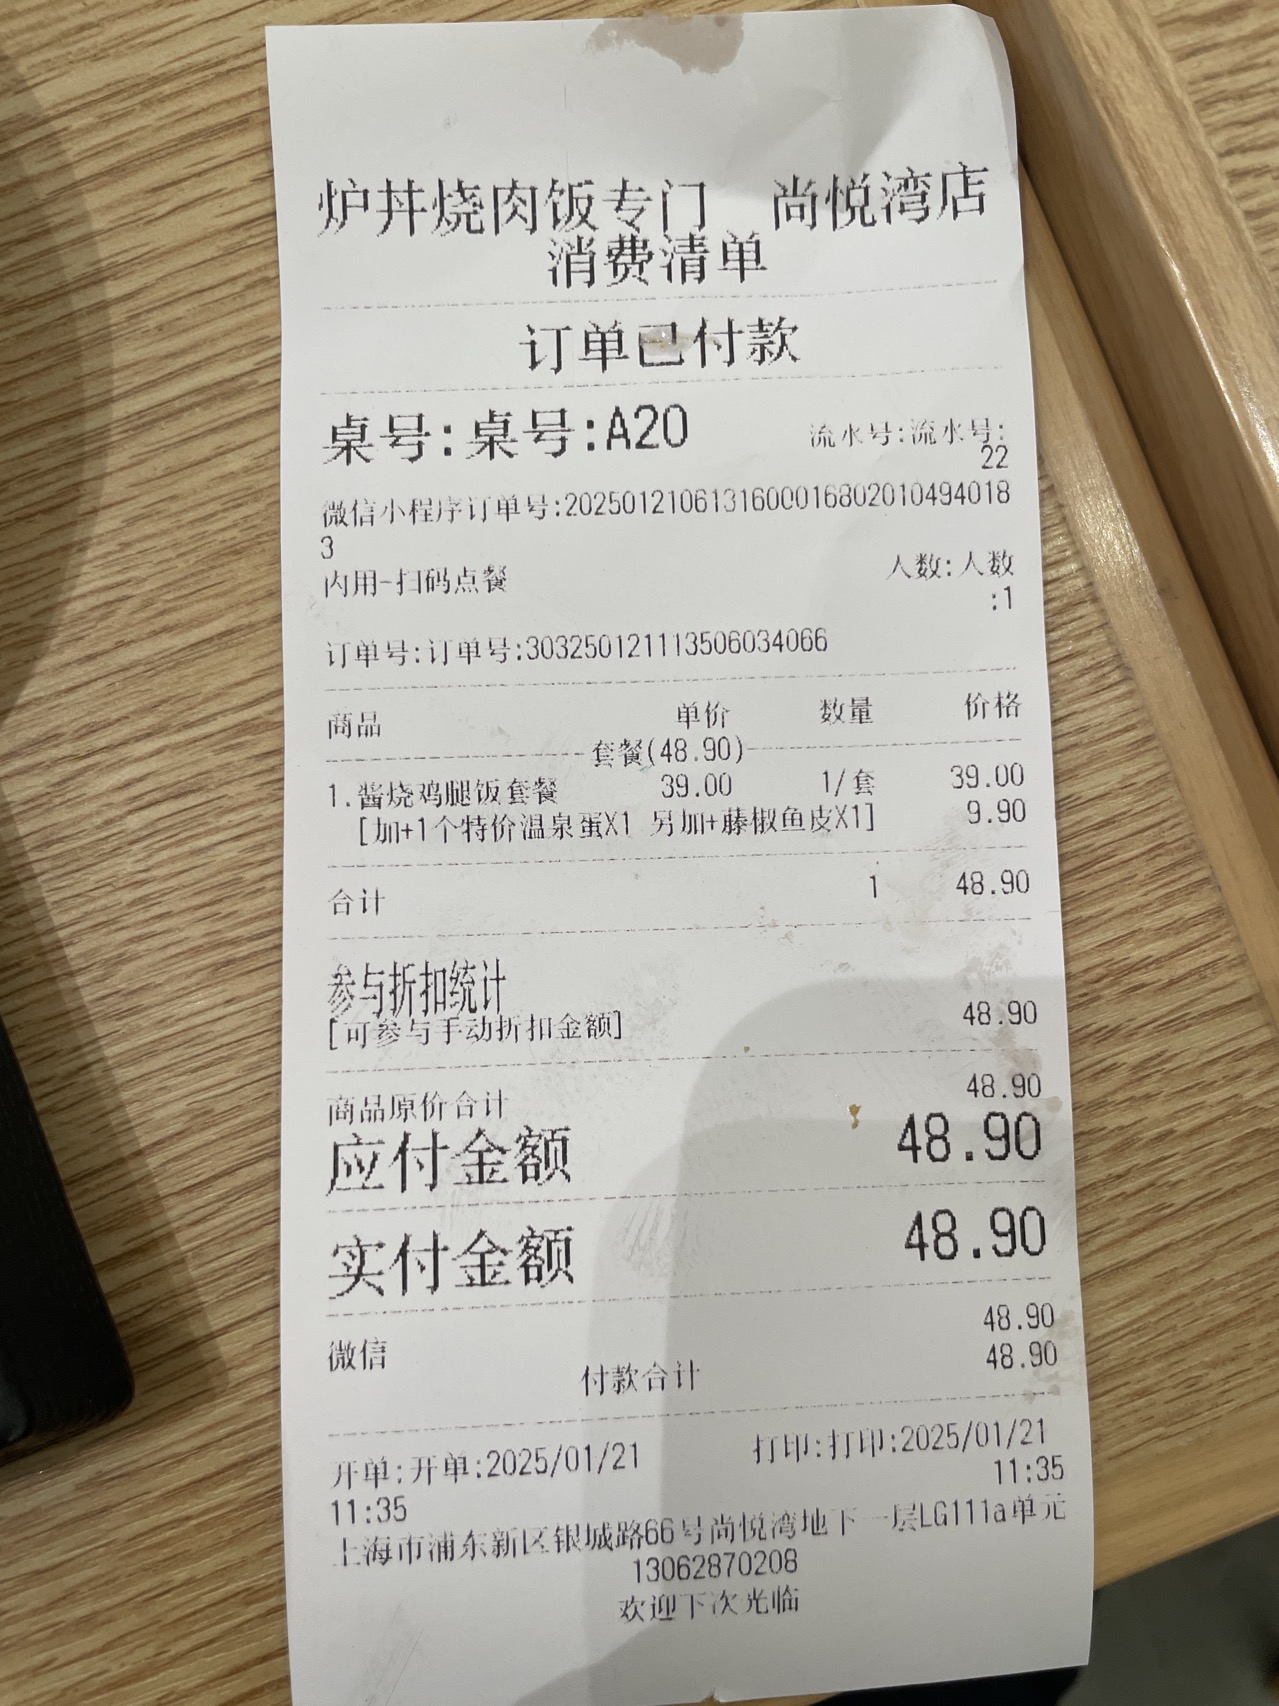 炉丼烧肉饭专门 尚悦湾店
消费清单
订单已付款
桌号:桌号:A20 流水号:流水号:
22
微信小程序订单号:2025012106131600016802010494018
3
内用-扫码点餐 人数:人数
:1
订单号:订单号:303250121113506034066
商品 单价 数量 价格
套餐(48.90)
1.酱烧鸡腿饭套餐 39.00 1/套 39.00
[加+1个特价温泉蛋X1 另加+藤椒鱼皮X1] 9.90
合计 1 48.90
参与折扣统计
[可参与手动折扣金额] 48.90
商品原价合计 48.90
应付金额 48.90
实付金额 48.90
微信 48.90
付款合计 48.90
开单:开单:2025/01/21 打印:打印:2025/01/21
11:35 11:35
上海市浦东新区银城路66号尚悦湾地下一层LG111a单元
13062870208
欢迎下次光临